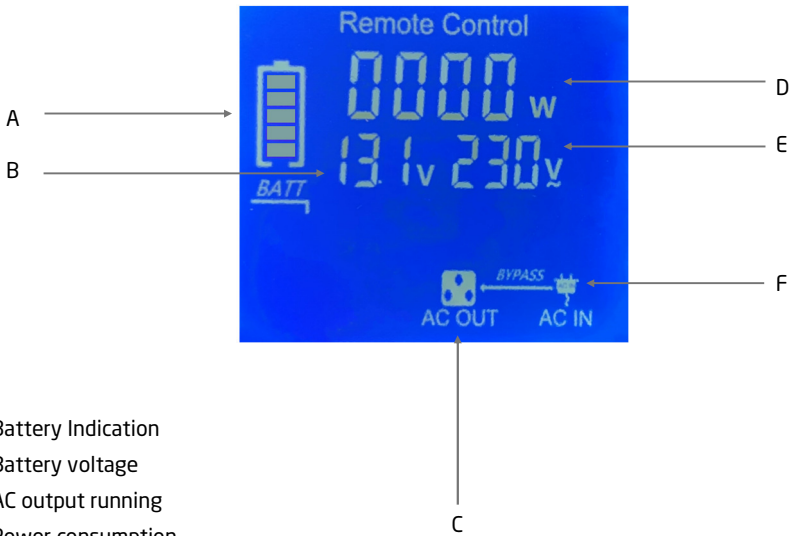 Remote Control
D
0000 W
A
E
B
13.1V 230V~
BATT
BYPASS
F
AC OUT
AC IN
Battery Indication
Battery voltage
AC output running
Power consumption
C